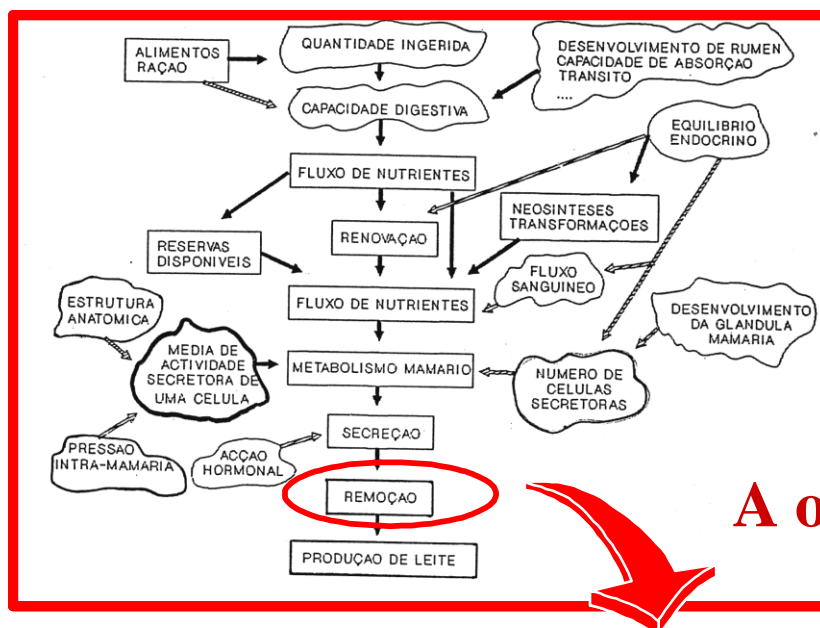 ALIMENTOS
RAÇAO
QUANTIDADE INGERIDA
DESENVOLVIMENTO DE RUMEN
CAPACIDADE DE ABSORÇAO
TRANSITO
....
CAPACIDADE DIGESTIVA
EQUILIBRIO
ENDOCRINO
FLUXO DE NUTRIENTES
NEOSINTESES
TRANSFORMAÇOES
RENOVAÇAO
RESERVAS
DISPONIVEIS
FLUXO
SANGUINEO
ESTRUTURA
ANATOMICA
FLUXO DE NUTRIENTES
DESENVOLVIMENTO
DA GLANDULA
MAMARIA
MEDIA DE
ACTIVIDADE
SECRETORA DE
UMA CELULA
METABOLISMO MAMARIO
NUMERO DE
CELULAS
SECRETORAS
SECREÇAO
PRESSAO
INTRA-MAMARIA
ACÇAO
HORMONAL
REMOÇAO
A o
PRODUÇAO DE LEITE